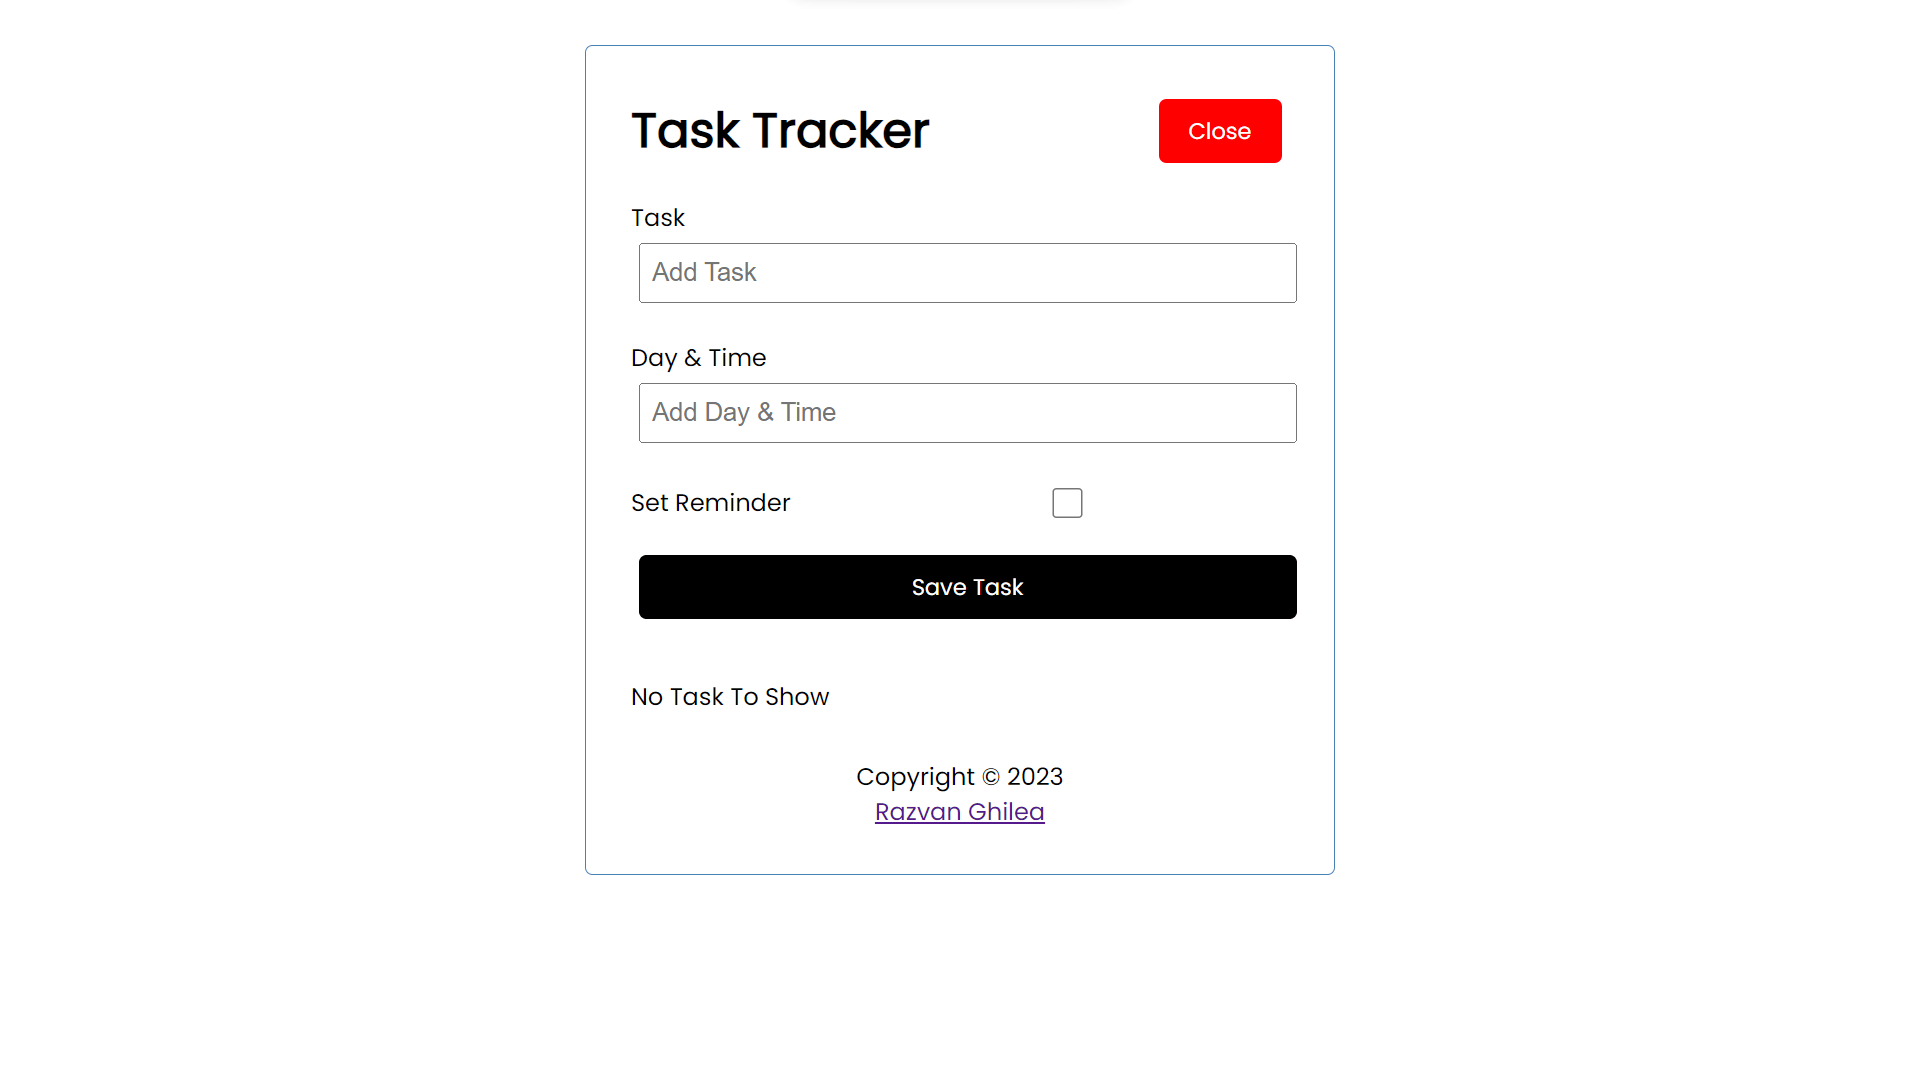 Task Tracker
Close
Task
Add Task
Day & Time
Add Day & Time
Set Reminder
Save Task
No Task To Show
Copyright © 2023
Razvan Ghilea